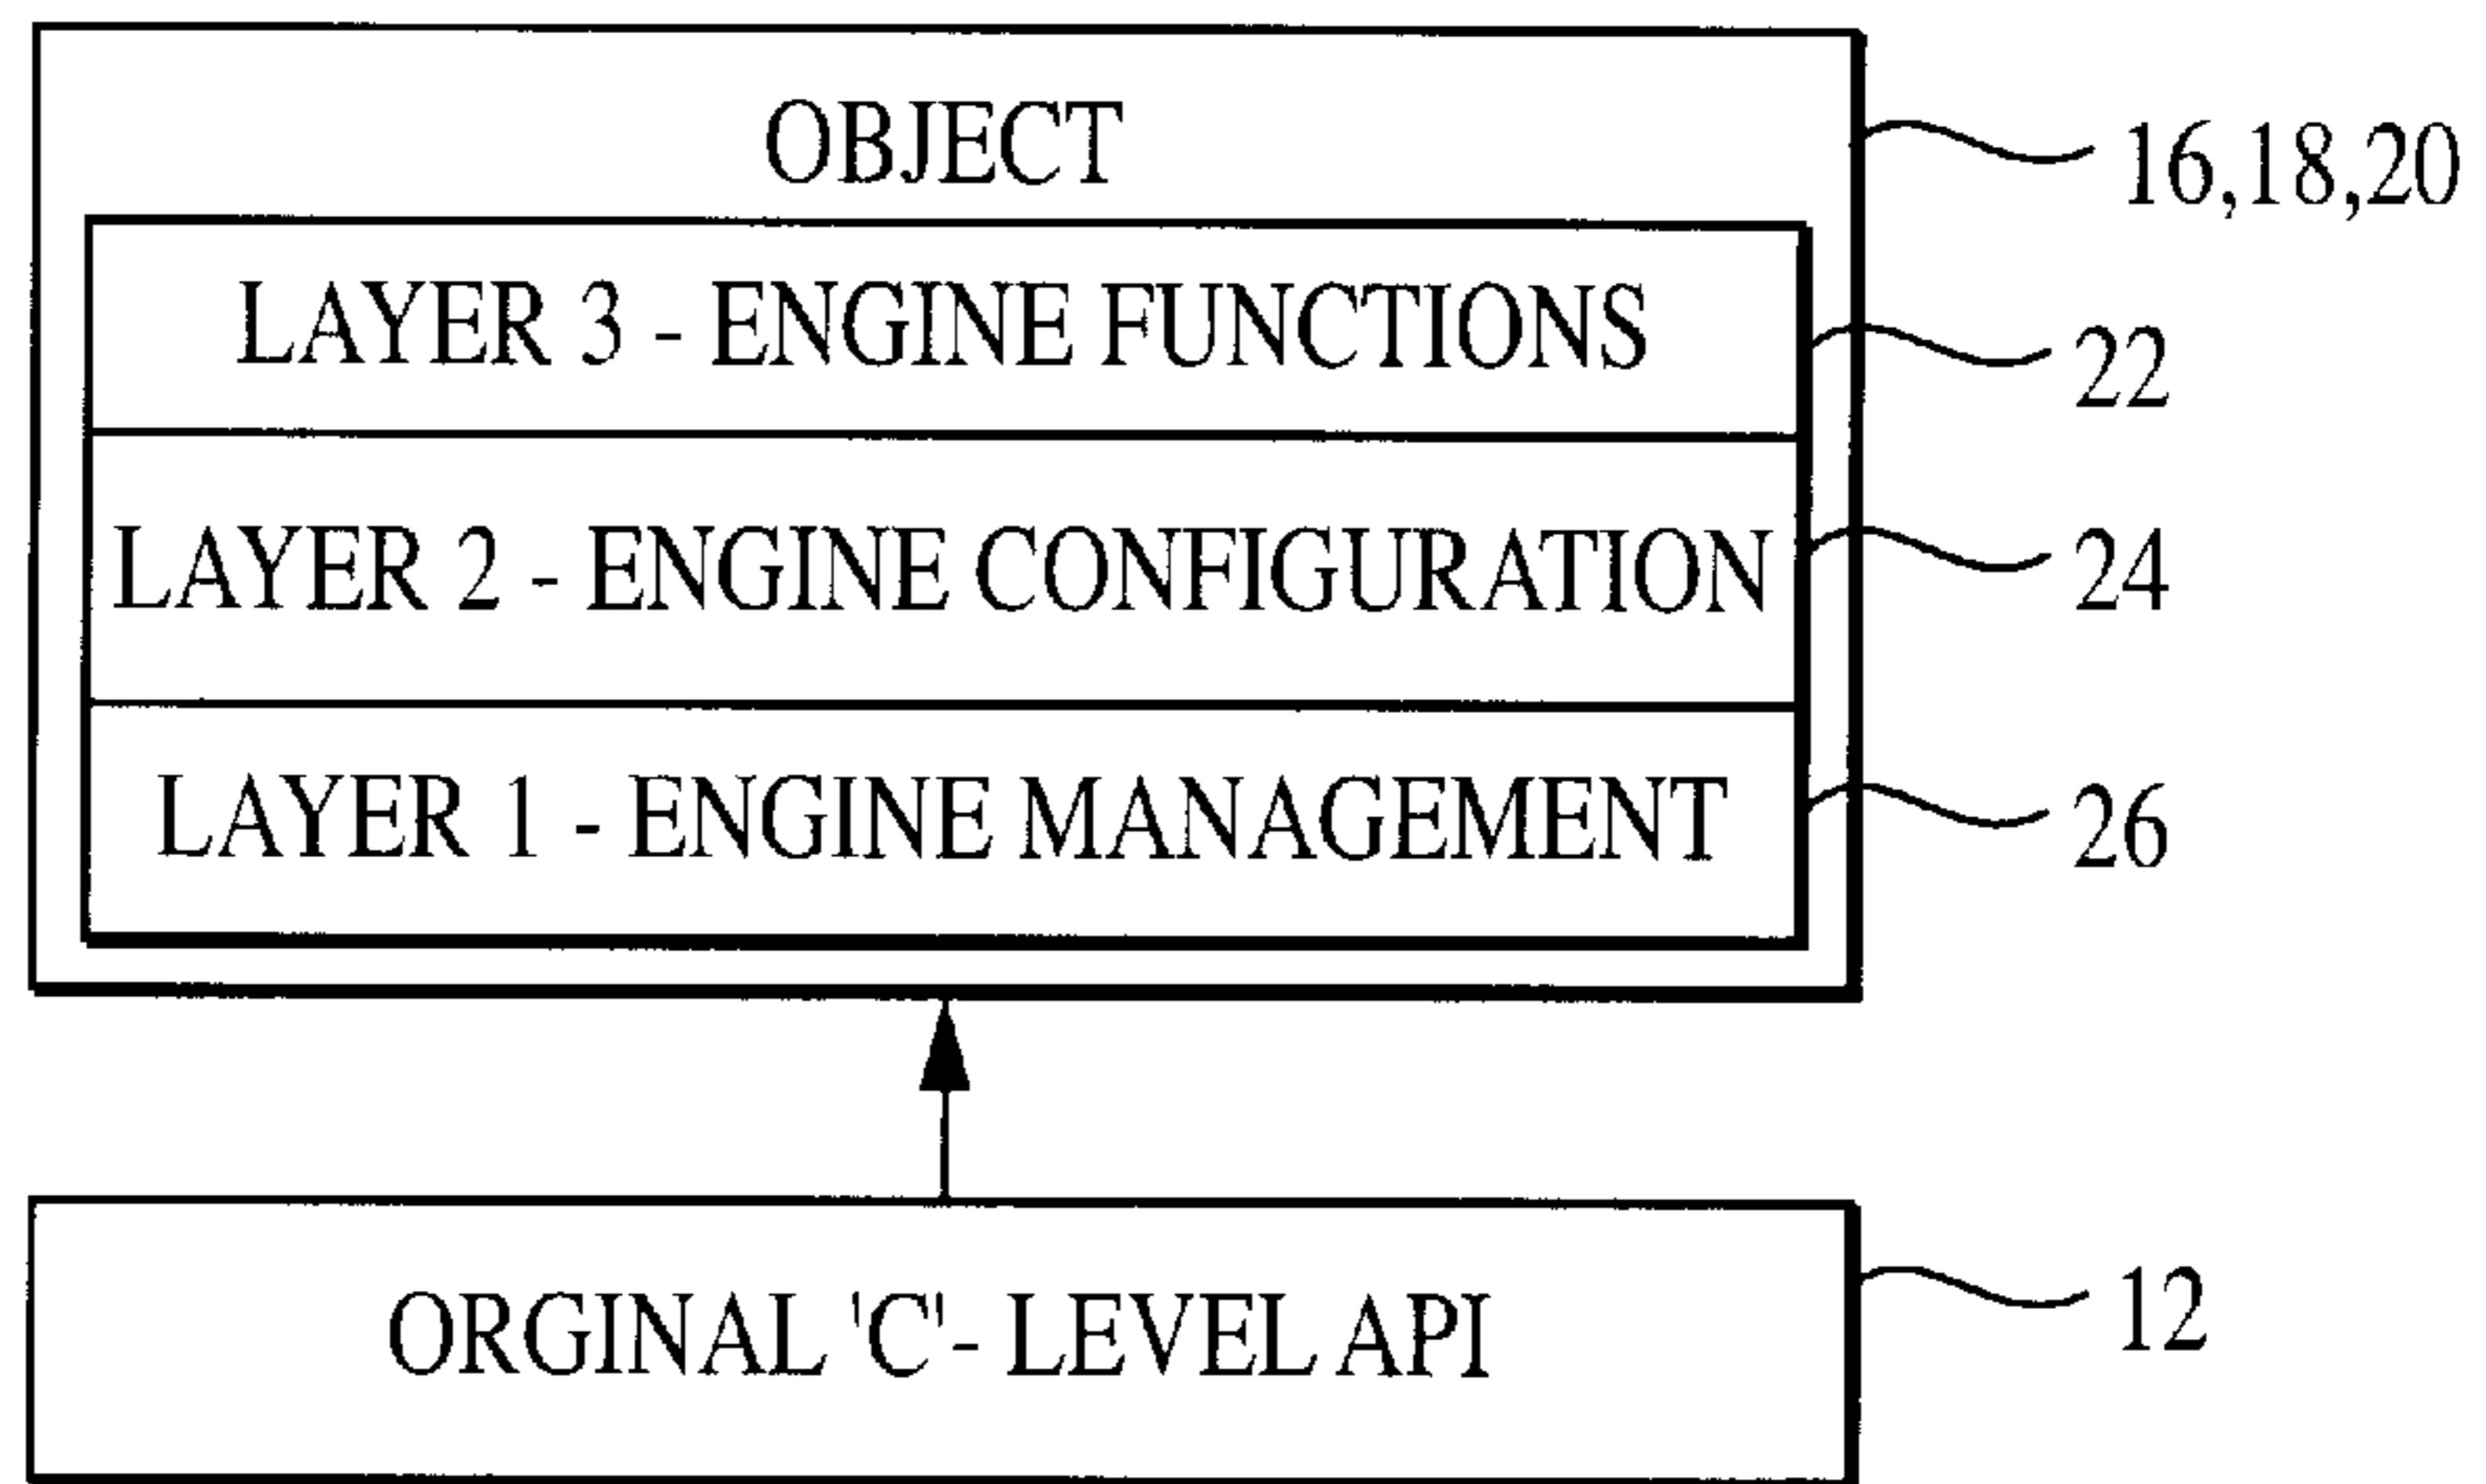 OBJECT
16,18,20
LAYER 3 - ENGINE FUNCTIONS
22
LAYER 2 - ENGINE CONFIGURATION
24
LAYER 1 - ENGINE MANAGEMENT
26
ORGINAL 'C'- LEVEL API
12